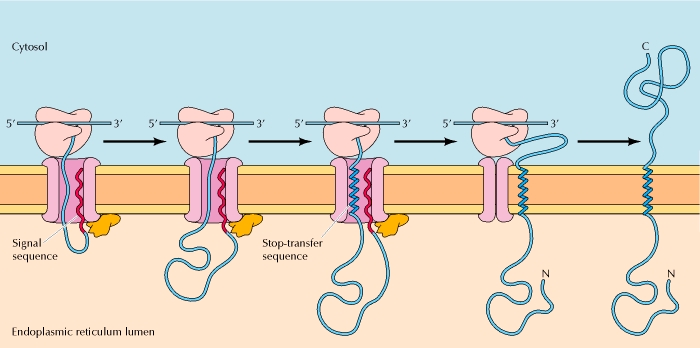 Cytosol
C
5′ 3′ 5′ 3′ 5′ 3′ 5′ 3′
Signal
sequence
Stop-transfer
sequence
N N
Endoplasmic reticulum lumen